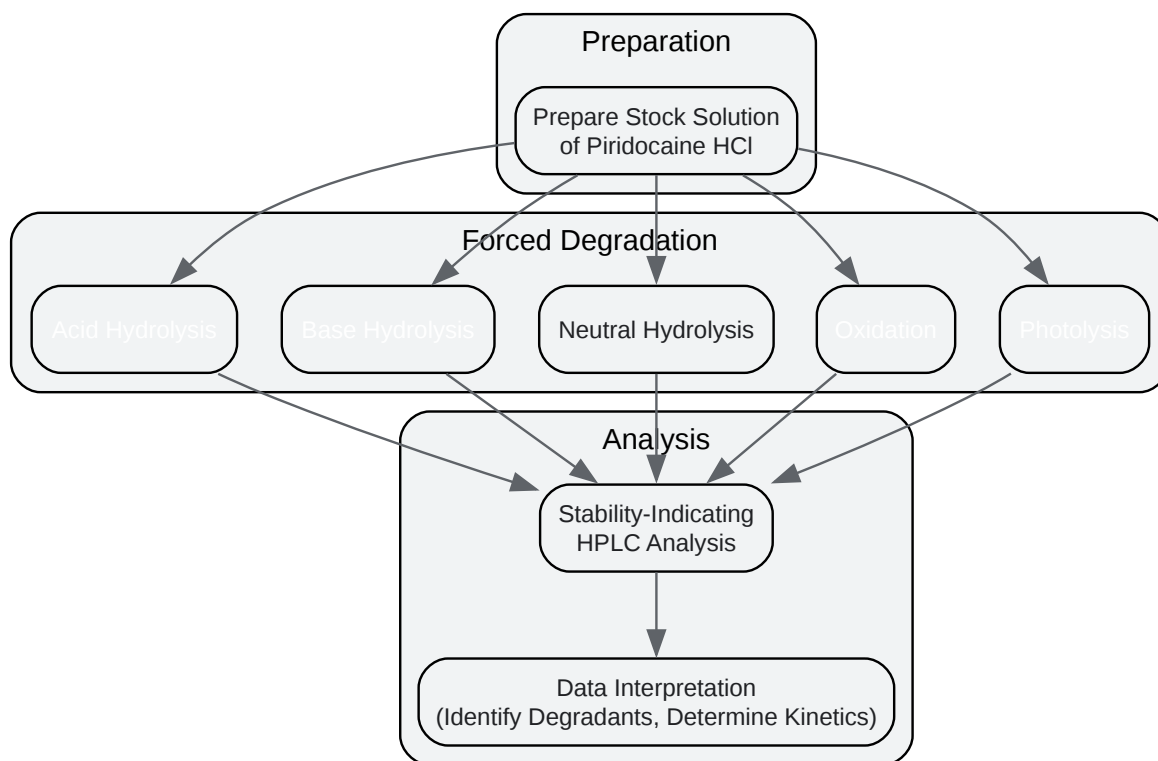 Preparation
Prepare Stock Solution
of Piridocaine HCl
Forced Degradation
Acid Hydrolysis
Base Hydrolysis
Neutral Hydrolysis
Oxidation
Photolysis
Analysis
Stability-Indicating
HPLC Analysis
Data Interpretation
(Identify Degradants, Determine Kinetics)